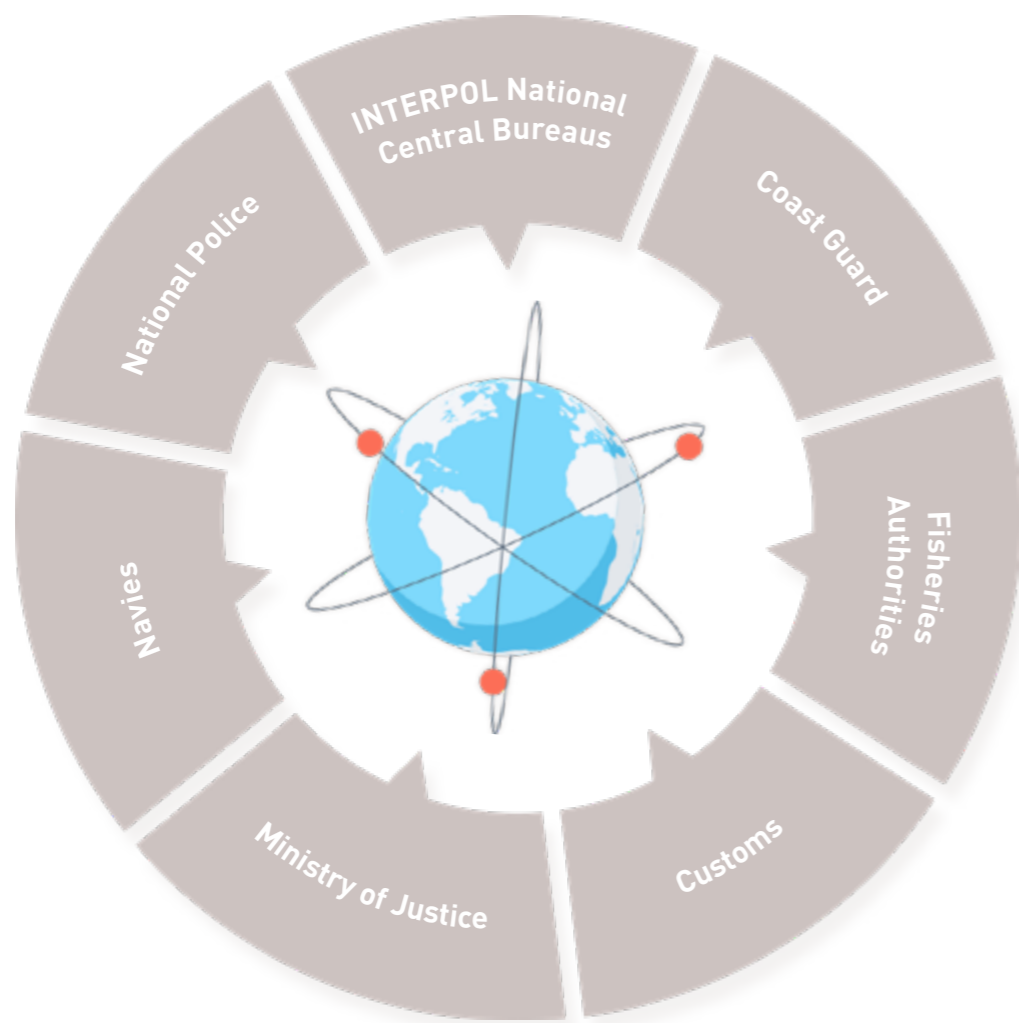 INTERPOL National
Central Bureaus
Coast Guard
Fisheries
Authorities
Customs
Ministry of Justice
Navies
National Police